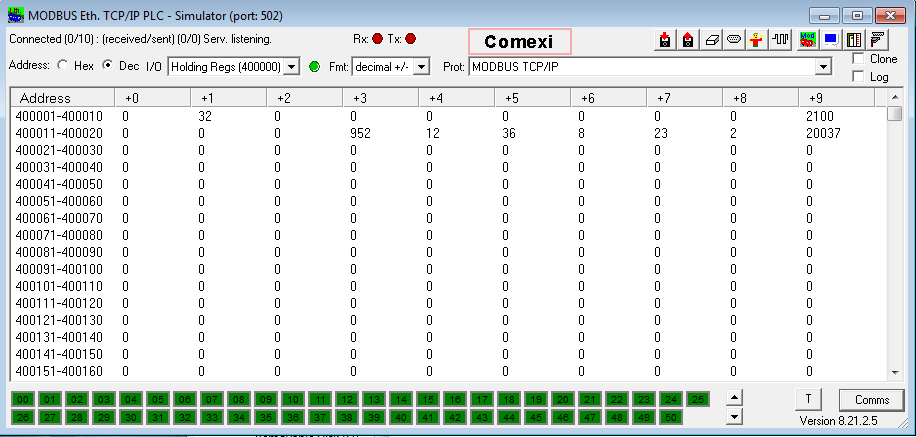 MODBUS Eth. TCP/IP PLC - Simulator (port: 502)
Connected (0/10) : (received/sent) (0/0) Serv. listening. Rx: Tx: Comexi
Address: Hex Dec I/O Holding Regs (400000) Fmt: decimal +/- Prot: MODBUS TCP/IP Clone
Log
Address +0 +1 +2 +3 +4 +5 +6 +7 +8 +9
400001-400010 0 32 0 0 0 0 0 0 0 2100
400011-400020 0 0 0 952 12 36 8 23 2 20037
400021-400030 0 0 0 0 0 0 0 0 0 0
400031-400040 0 0 0 0 0 0 0 0 0 0
400041-400050 0 0 0 0 0 0 0 0 0 0
400051-400060 0 0 0 0 0 0 0 0 0 0
400061-400070 0 0 0 0 0 0 0 0 0 0
400071-400080 0 0 0 0 0 0 0 0 0 0
400081-400090 0 0 0 0 0 0 0 0 0 0
400091-400100 0 0 0 0 0 0 0 0 0 0
400101-400110 0 0 0 0 0 0 0 0 0 0
400111-400120 0 0 0 0 0 0 0 0 0 0
400121-400130 0 0 0 0 0 0 0 0 0 0
400131-400140 0 0 0 0 0 0 0 0 0 0
400141-400150 0 0 0 0 0 0 0 0 0 0
400151-400160 0 0 0 0 0 0 0 0 0 0
00 01 02 03 04 05 06 07 08 09 10 11 12 13 14 15 16 17 18 19 20 21 22 23 24 25 T Comms
26 27 28 29 30 31 32 33 34 35 36 37 38 39 40 41 42 43 44 45 46 47 48 49 50 Version 8.21.2.5